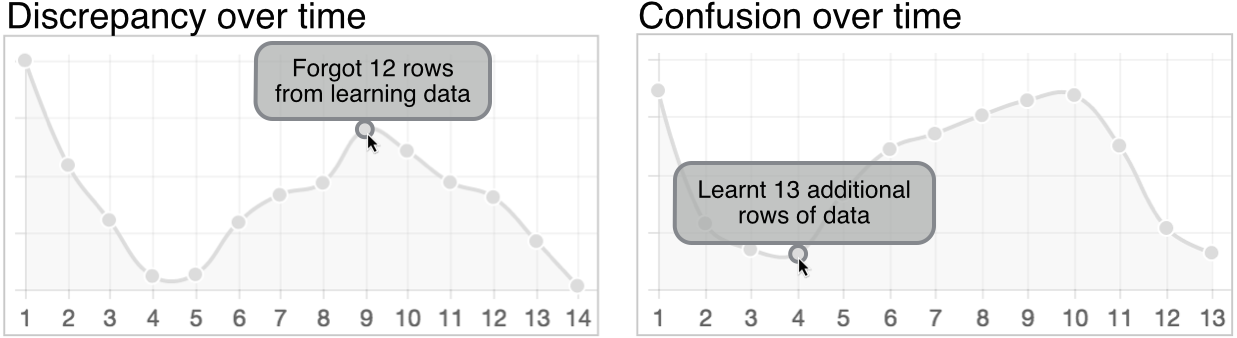 Discrepancy over time
Forgot 12 rows
from learning data
1 2 3 4 5 6 7 8 9 10 11 12 13 14
Confusion over time
Learnt 13 additional
rows of data
1 2 3 4 5 6 7 8 9 10 11 12 13